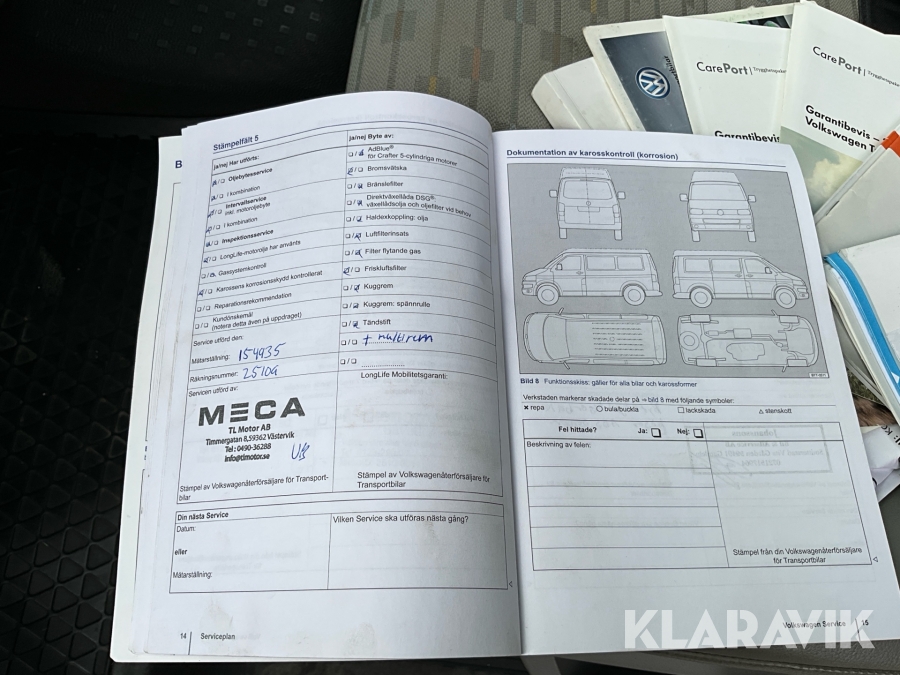 Stämpelfält 5
ja/nej Har utförts:
Oljebytesservice
I kombination
Intervallservice
inkl. motoroljebyte
I kombination
Inspektionsservice
LongLife-motorolja har använts
Gassystemkontroll
Karossens korrosionsskydd kontrollerat
Reparationsrekommendation
Kundönskemål
(notera detta även på uppdraget)
Service utförd den:
Mätarställning: 154935
Räkningsnummer: 25109
Servicen utförd av:
MECA
TL Motor AB
Timmergatan 8,59362 Västervik
Tel: 0490-36288
info@tlmotor.se
Stämpel av Volkswagenåterförsäljare för Transport-
bilar
ja/nej Byte av:
AdBlue®
för Crafter 5-cylindriga motorer
Bromsvätska
Bränslefilter
Direktväxellåda DSG®:
växellådsolja och oljefilter vid behov
Haldexkoppling: olja
Luftfilterinsats
Filter flytande gas
Friskluftsfilter
Kuggrem
Kuggrem: spännrulle
Tändstift
+ multirem
LongLife Mobilitetsgaranti:
Stämpel av Volkswagenåterförsäljare för
Transportbilar
Din nästa Service
Datum:
eller
Mätarställning:
Vilken Service ska utföras nästa gång?
14 Serviceplan
Dokumentation av karosskontroll (korrosion)
Bild 8 Funktionsskiss: gäller för alla bilar och karossformer
Verkstaden markerar skadade delar på ⇒ bild 8 med följande symboler:
× repa ○ bula/buckla □ lackskada △ stenskott
Fel hittade? Ja: Nej:
Beskrivning av felen:
Stämpel från din Volkswagenåterförsäljare
för Transportbilar
Volkswagen Service 15
CarePort
Garantibevis
CarePort
Garantibevis –
Volkswagen T
B
KLARAVIK